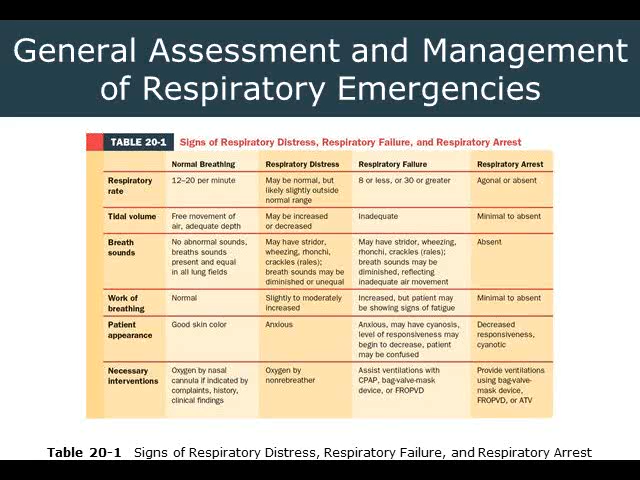 General Assessment and Management
of Respiratory Emergencies
TABLE 20-1 Signs of Respiratory Distress, Respiratory Failure, and Respiratory Arrest
Normal Breathing Respiratory Distress Respiratory Failure Respiratory Arrest
Respiratory 12–20 per minute May be normal, but 8 or less, or 30 or greater Agonal or absent
rate likely slightly outside
normal range
Tidal volume Free movement of May be increased Inadequate Minimal to absent
air, adequate depth or decreased
Breath No abnormal sounds, May have stridor, May have stridor, wheezing, Absent
sounds breaths sounds wheezing, rhonchi, rhonchi, crackles (rales);
present and equal crackles (rales); breath sounds may be
in all lung fields breath sounds may be diminished, reflecting
diminished or unequal inadequate air movement
Work of Normal Slightly to moderately Increased, but patient may Minimal to absent
breathing increased be showing signs of fatigue
Patient Good skin color Anxious Anxious, may have cyanosis, Decreased
appearance level of responsiveness may responsiveness,
begin to decrease, patient cyanotic
may be confused
Necessary Oxygen by nasal Oxygen by Assist ventilations with Provide ventilations
interventions cannula if indicated by nonrebreather CPAP, bag-valve-mask using bag-valve-
complaints, history, device, or FROPVD mask device,
clinical findings FROPVD, or ATV
Table 20-1 Signs of Respiratory Distress, Respiratory Failure, and Respiratory Arrest